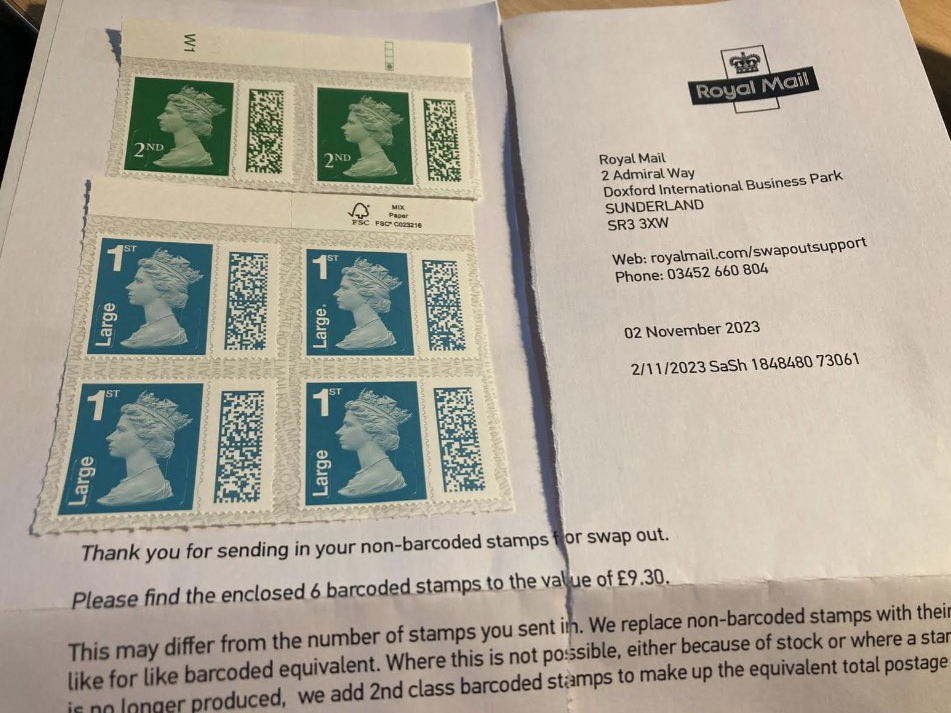 W1
2ND
2ND
MIX
Paper
FSC® C023216
FSC
1ST
Large
1ST
Large
1ST
Large
1ST
Large
Royal Mail
Royal Mail
2 Admiral Way
Doxford International Business Park
SUNDERLAND
SR3 3XW
Web: royalmail.com/swapoutsupport
Phone: 03452 660 804
02 November 2023
2/11/2023 SaSh 1848480 73061
Thank you for sending in your non-barcoded stamps for swap out.
Please find the enclosed 6 barcoded stamps to the value of £9.30.
This may differ from the number of stamps you sent in. We replace non-barcoded stamps with their
like for like barcoded equivalent. Where this is not possible, either because of stock or where a star
is no longer produced, we add 2nd class barcoded stamps to make up the equivalent total postage